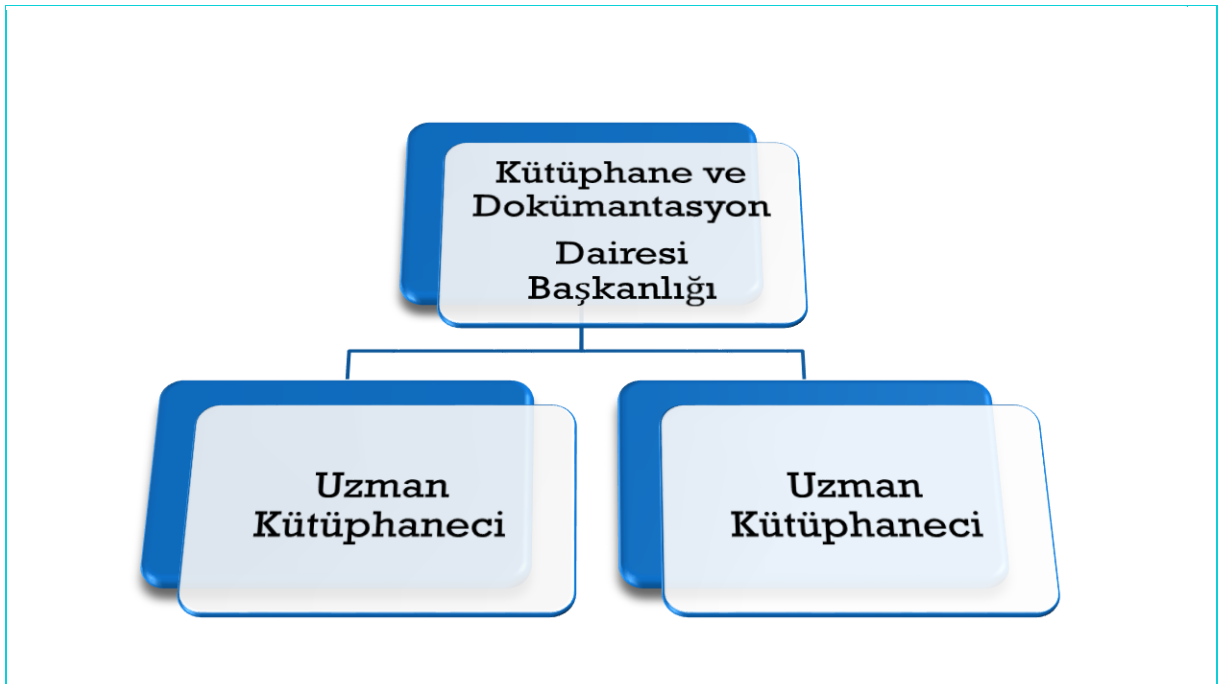 Kütüphane ve
Dokümantasyon
Dairesi
Başkanlığı
Uzman
Kütüphaneci
Uzman
Kütüphaneci